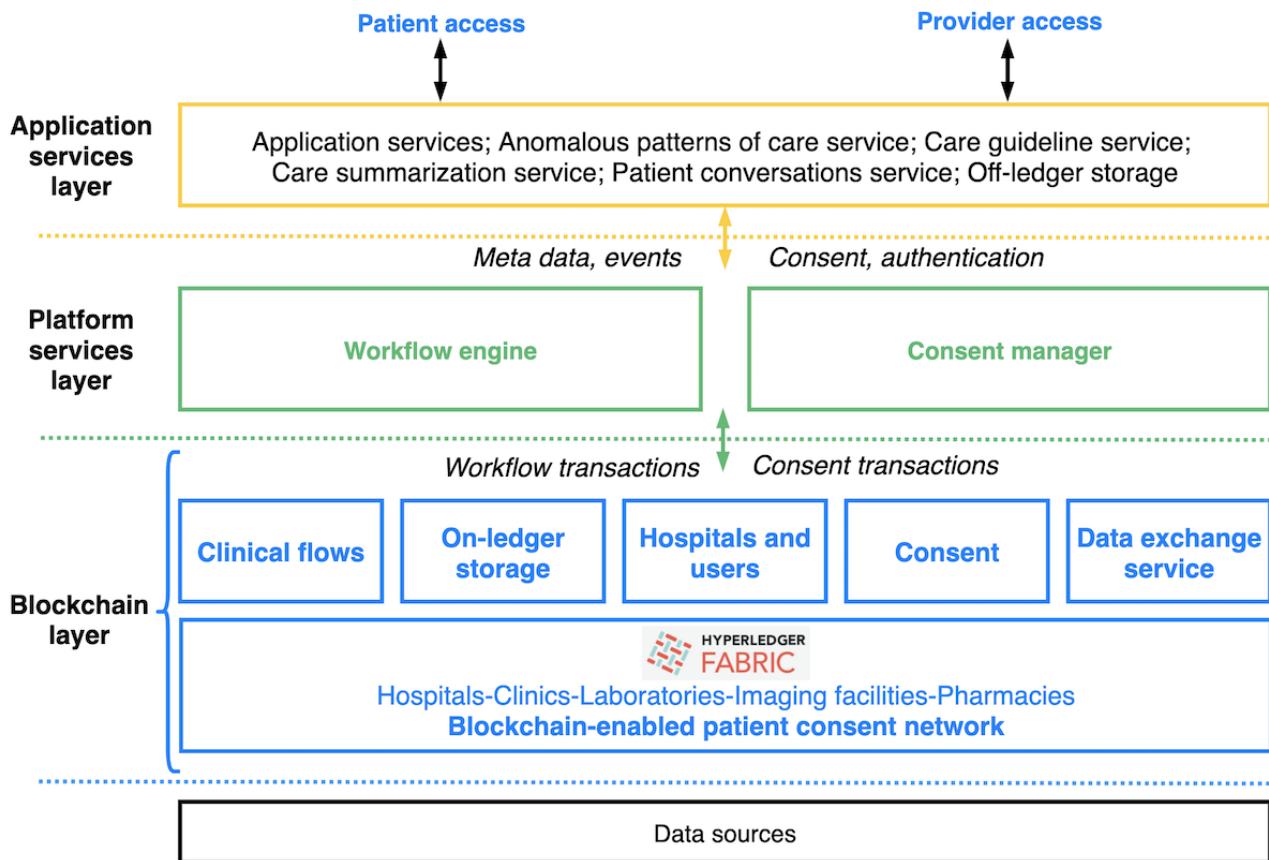 Patient access
Provider access
Application
services
layer
Application services; Anomalous patterns of care service; Care guideline service;
Care summarization service; Patient conversations service; Off-ledger storage
Meta data, events
Consent, authentication
Platform
services
layer
Workflow engine
Consent manager
Workflow transactions
Consent transactions
Blockchain
layer
Clinical flows
On-ledger
storage
Hospitals and
users
Consent
Data exchange
service
HYPERLEDGER
FABRIC
Hospitals-Clinics-Laboratories-Imaging facilities-Pharmacies
Blockchain-enabled patient consent network
Data sources